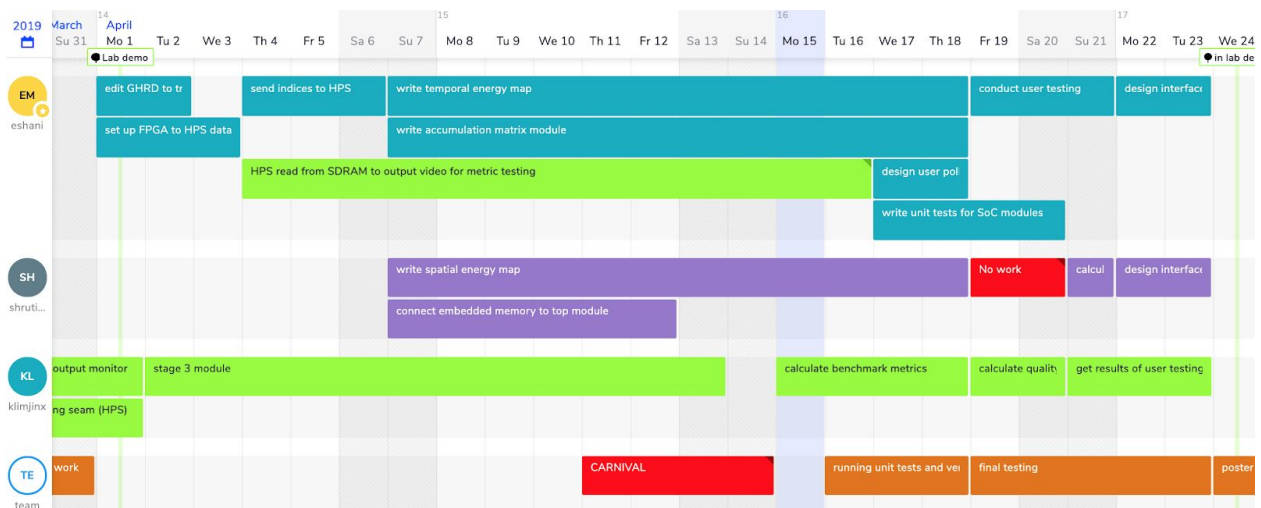 14 15 16 17
2019 March April
Su 31 Mo 1 Tu 2 We 3 Th 4 Fr 5 Sa 6 Su 7 Mo 8 Tu 9 We 10 Th 11 Fr 12 Sa 13 Su 14 Mo 15 Tu 16 We 17 Th 18 Fr 19 Sa 20 Su 21 Mo 22 Tu 23 We 24
Lab demo in lab de
EM
eshani
edit GHRD to tr send indices to HPS write temporal energy map conduct user testing design interface
set up FPGA to HPS data write accumulation matrix module
HPS read from SDRAM to output video for metric testing design user pol
write unit tests for SoC modules
SH
shruti...
write spatial energy map No work calcul design interface
connect embedded memory to top module
KL
klimjinx
output monitor stage 3 module calculate benchmark metrics calculate quality get results of user testing
ng seam (HPS)
TE
team
work CARNIVAL running unit tests and ver final testing poster